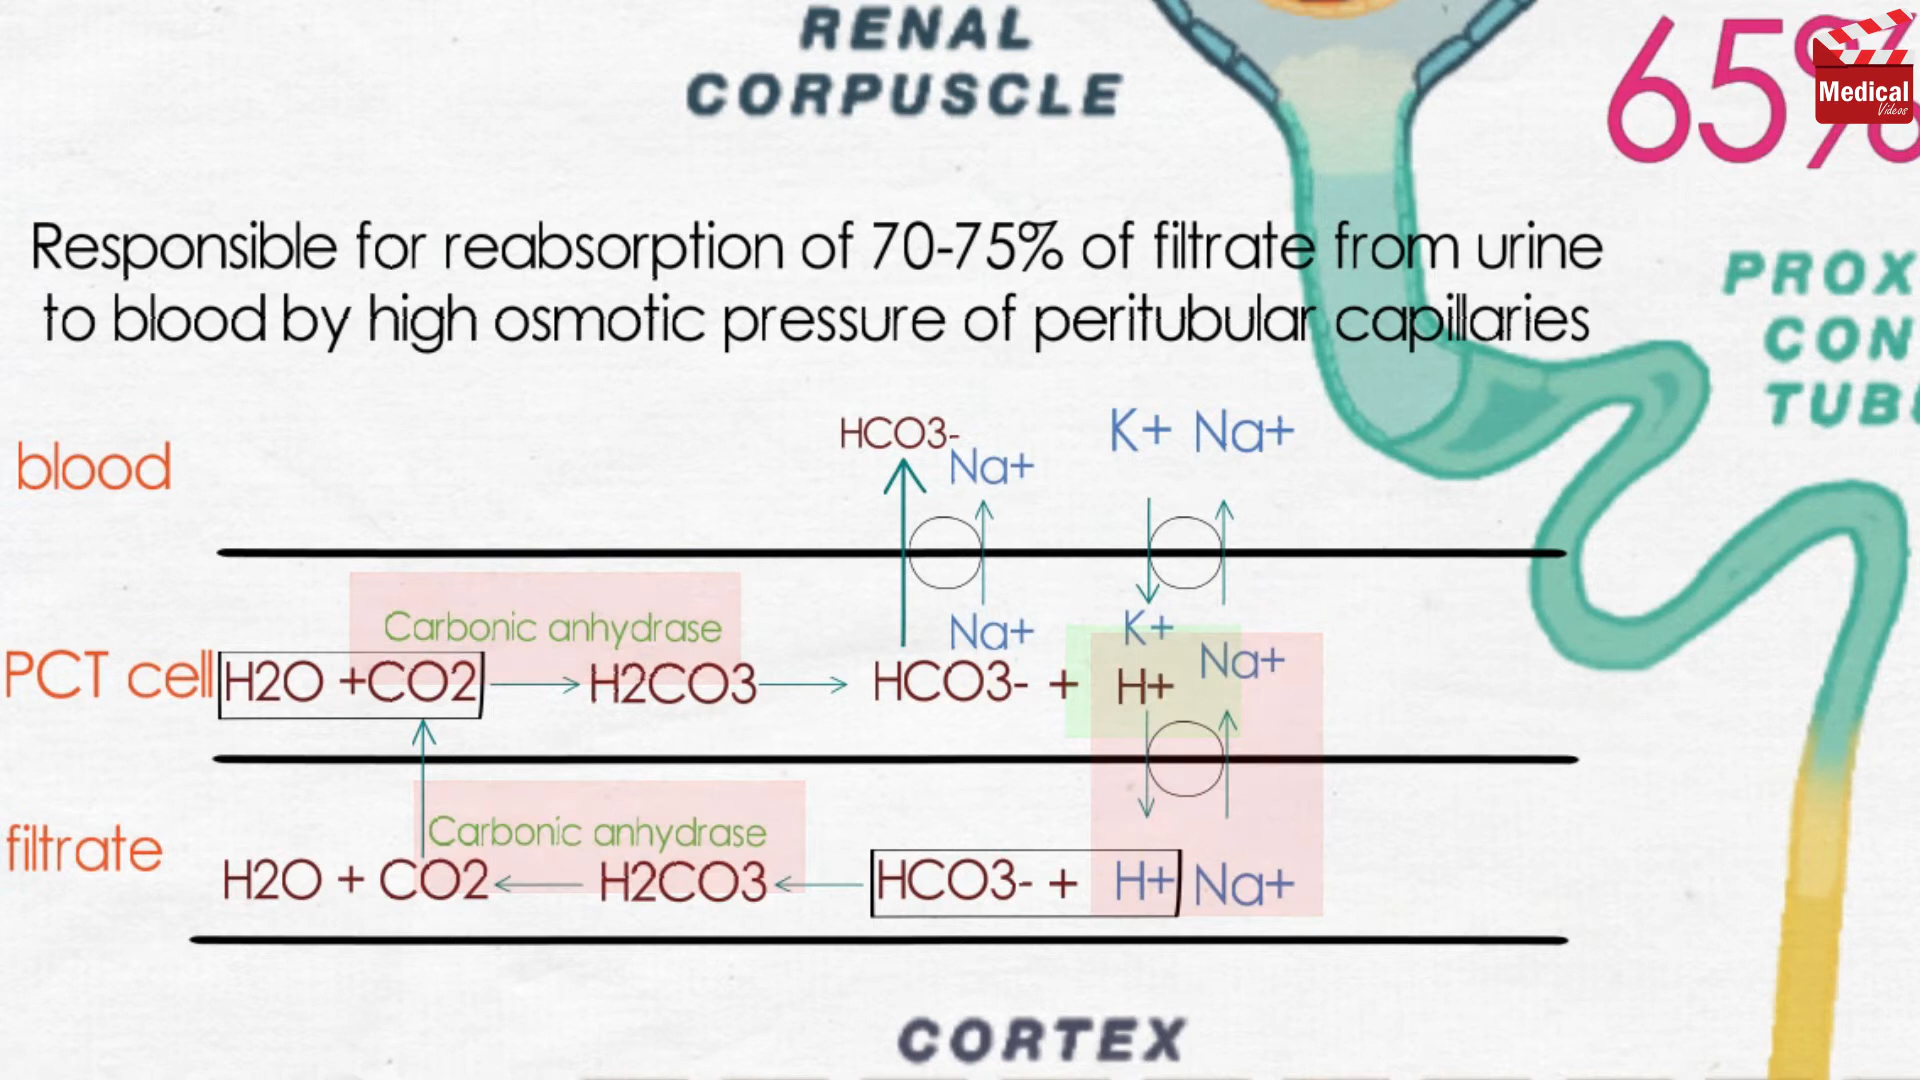 RENAL
CORPUSCLE
65%
Medical
Videos
Responsible for reabsorption of 70-75% of filtrate from urine
to blood by high osmotic pressure of peritubular capillaries
PROX
CON
TUBU
blood
HCO3-
Na+
K+ Na+
Carbonic anhydrase
Na+
K+
Na+
PCT cell
H2O +CO2
H2CO3
HCO3- + H+
filtrate
Carbonic anhydrase
H2O + CO2
H2CO3
HCO3- + H+
Na+
CORTEX